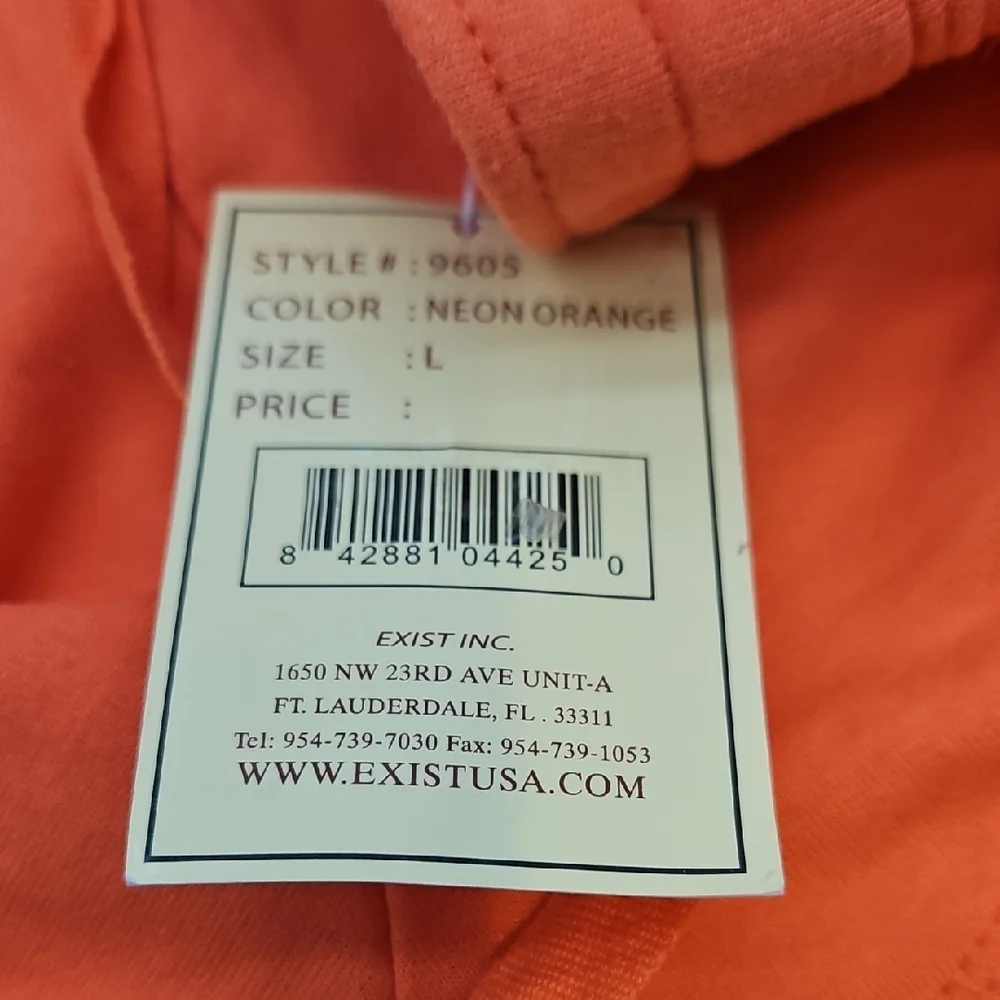 STYLE # : 960S
COLOR : NEON ORANGE
SIZE : L
PRICE :
8 42881 04425 0
EXIST INC.
1650 NW 23RD AVE UNIT-A
FT. LAUDERDALE, FL . 33311
Tel: 954-739-7030 Fax: 954-739-1053
WWW.EXISTUSA.COM